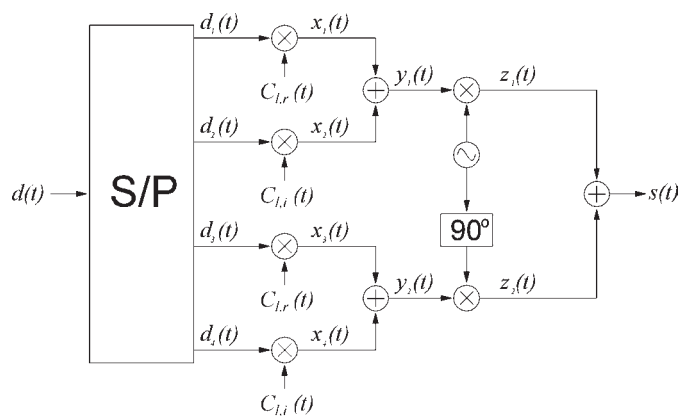 d₁(t) x₁(t)
C₁,ᵣ(t) y₁(t) z₁(t)
d₂(t) x₂(t)
C₁,ᵢ(t)
d(t) S/P s(t)
90°
d₃(t) x₃(t)
C₁,ᵣ(t) y₂(t) z₂(t)
d₄(t) x₄(t)
C₁,ᵢ(t)